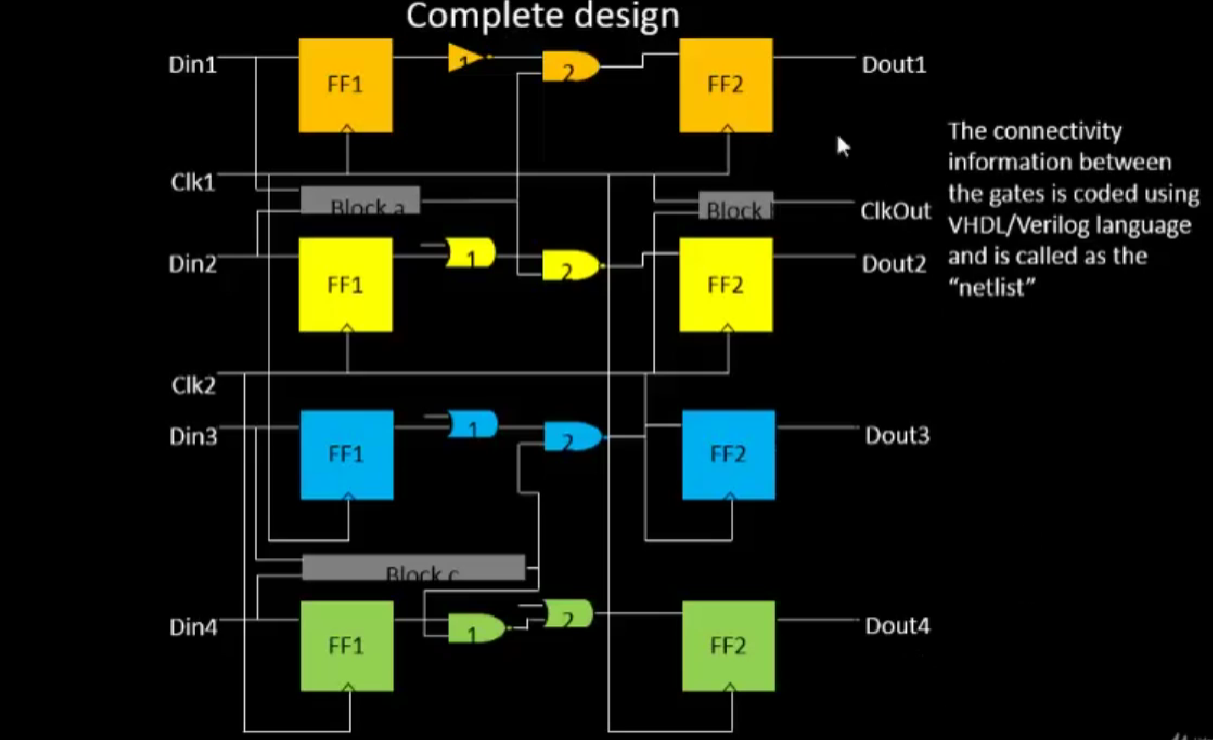 Complete design
Din1
FF1
1
2
FF2
Dout1
The connectivity
information between
the gates is coded using
VHDL/Verilog language
and is called as the
“netlist”
Clk1
Block a
Block
ClkOut
Din2
FF1
1
2
FF2
Dout2
Clk2
Din3
FF1
1
2
FF2
Dout3
Block c
Din4
FF1
1
2
FF2
Dout4